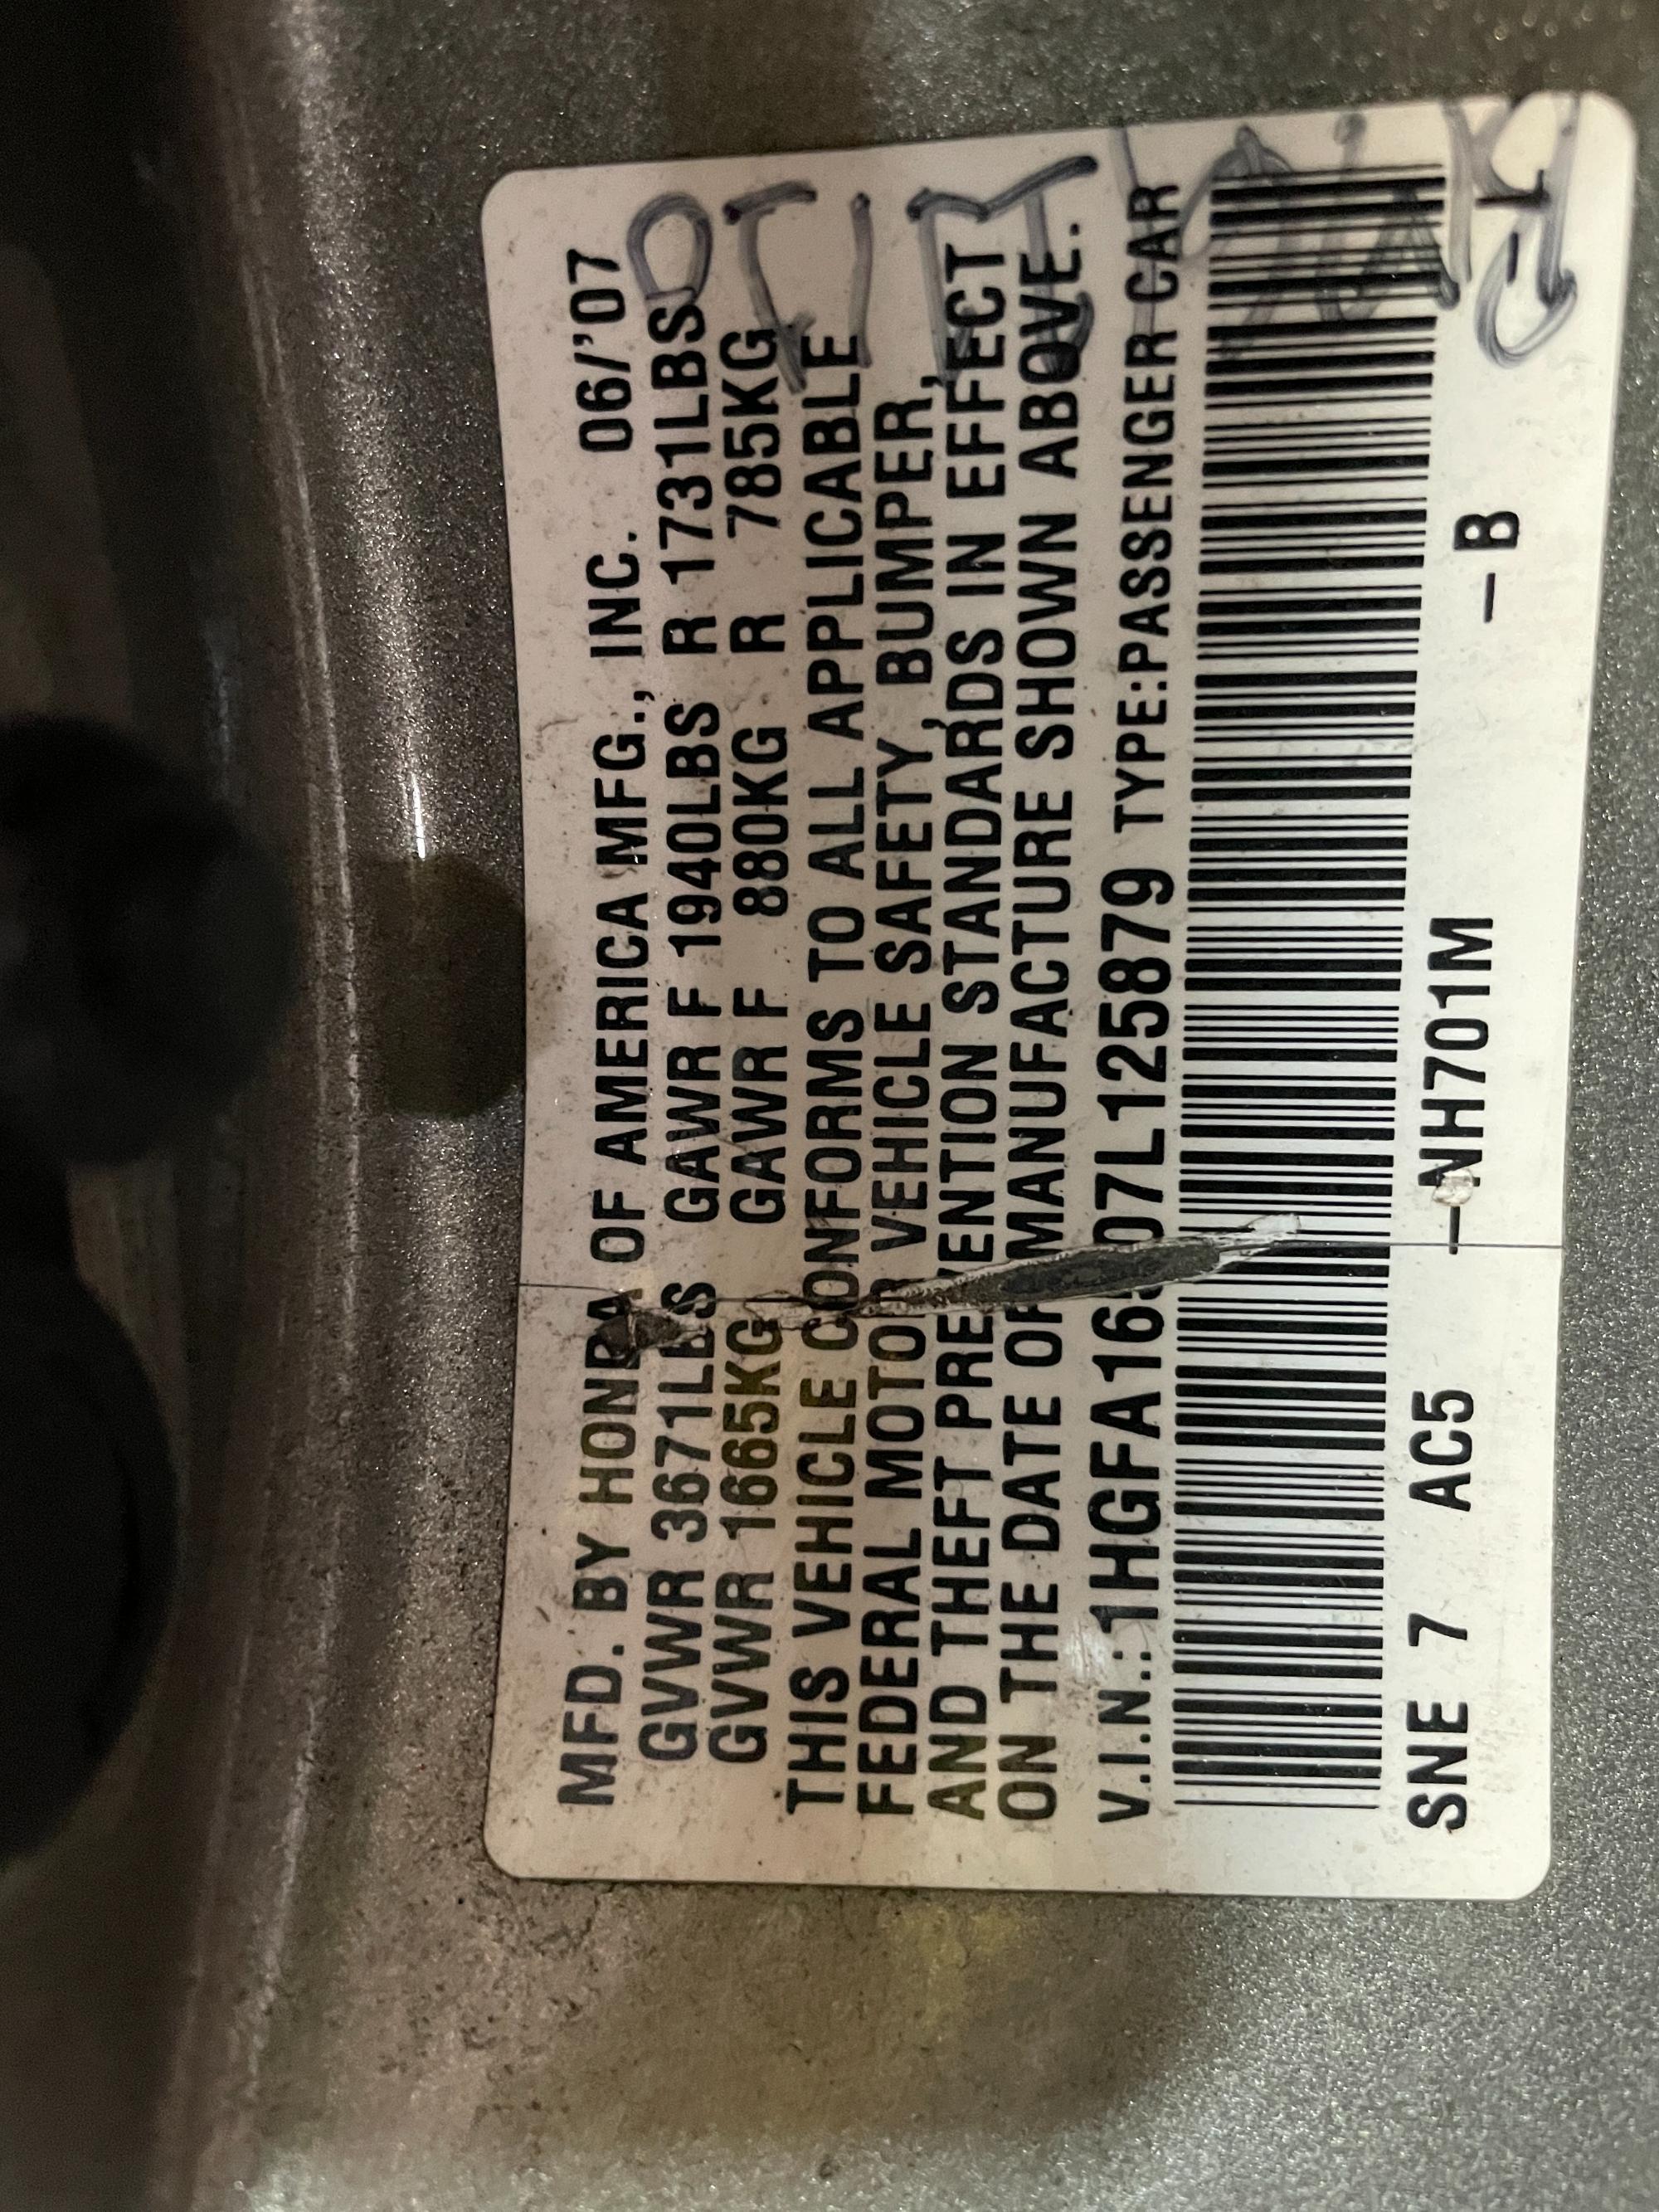 MFD. BY HONDA OF AMERICA MFG., INC. 06/'07
GVWR 3671LBS GAWR F 1940LBS R 1731LBS
GVWR 1665KG GAWR F 880KG R 785KG
THIS VEHICLE CONFORMS TO ALL APPLICABLE
FEDERAL MOTOR VEHICLE SAFETY, BUMPER,
AND THEFT PREVENTION STANDARDS IN EFFECT
ON THE DATE OF MANUFACTURE SHOWN ABOVE.
V.I.N.: TYPE:PASSENGER CAR
SNE 7 AC5 -NH701M -B